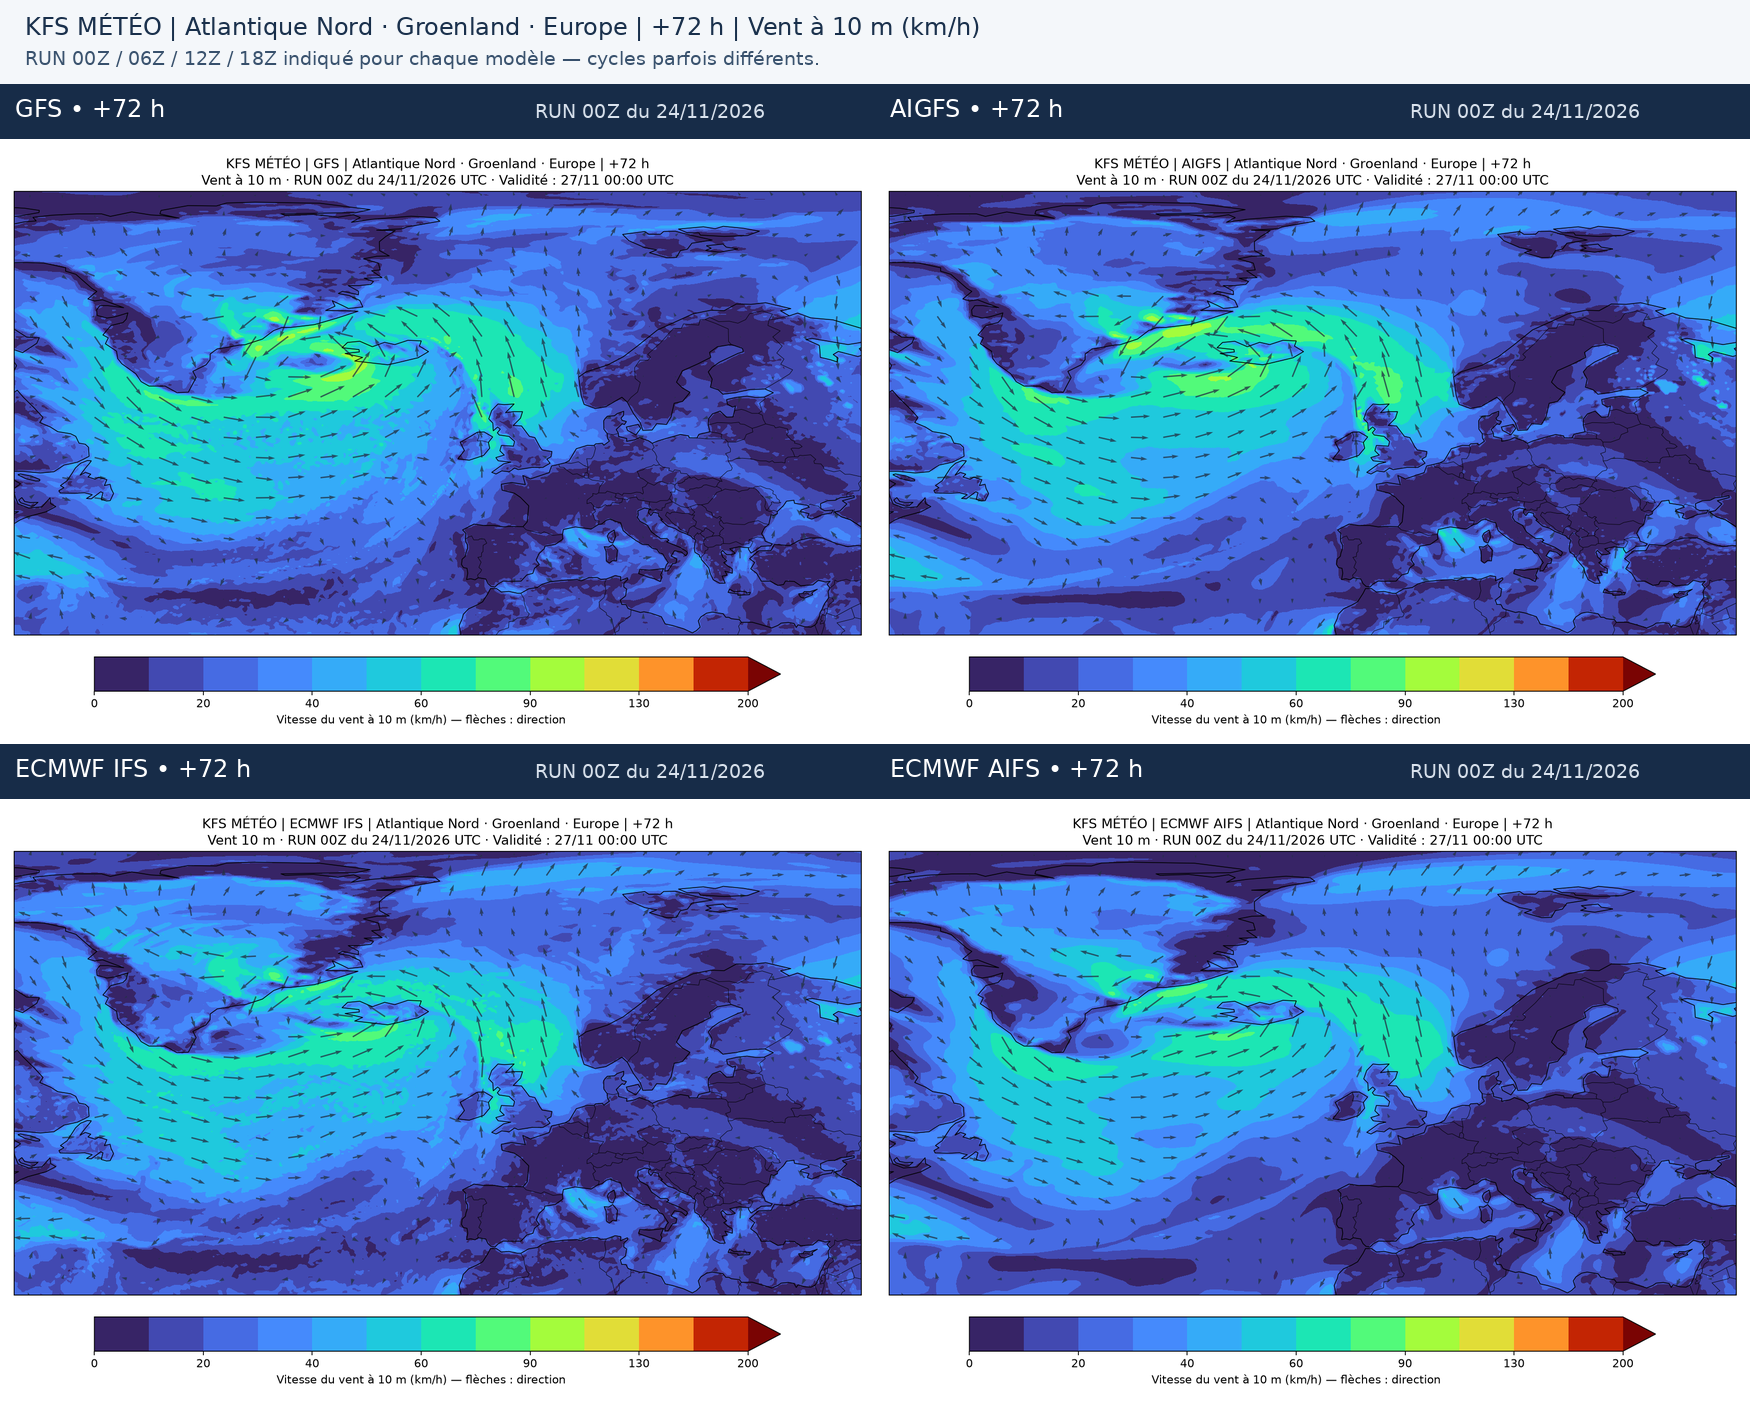 KFS MÉTÉO | Atlantique Nord · Groenland · Europe | +72 h | Vent à 10 m (km/h)
RUN 00Z / 06Z / 12Z / 18Z indiqué pour chaque modèle — cycles parfois différents.
GFS • +72 h
RUN 00Z du 24/11/2026
KFS MÉTÉO | GFS | Atlantique Nord · Groenland · Europe | +72 h
Vent à 10 m · RUN 00Z du 24/11/2026 UTC · Validité : 27/11 00:00 UTC
0 20 40 60 90 130 200
Vitesse du vent à 10 m (km/h) — flèches : direction
AIGFS • +72 h
RUN 00Z du 24/11/2026
KFS MÉTÉO | AIGFS | Atlantique Nord · Groenland · Europe | +72 h
Vent à 10 m · RUN 00Z du 24/11/2026 UTC · Validité : 27/11 00:00 UTC
0 20 40 60 90 130 200
Vitesse du vent à 10 m (km/h) — flèches : direction
ECMWF IFS • +72 h
RUN 00Z du 24/11/2026
KFS MÉTÉO | ECMWF IFS | Atlantique Nord · Groenland · Europe | +72 h
Vent 10 m · RUN 00Z du 24/11/2026 UTC · Validité : 27/11 00:00 UTC
0 20 40 60 90 130 200
Vitesse du vent à 10 m (km/h) — flèches : direction
ECMWF AIFS • +72 h
RUN 00Z du 24/11/2026
KFS MÉTÉO | ECMWF AIFS | Atlantique Nord · Groenland · Europe | +72 h
Vent 10 m · RUN 00Z du 24/11/2026 UTC · Validité : 27/11 00:00 UTC
0 20 40 60 90 130 200
Vitesse du vent à 10 m (km/h) — flèches : direction